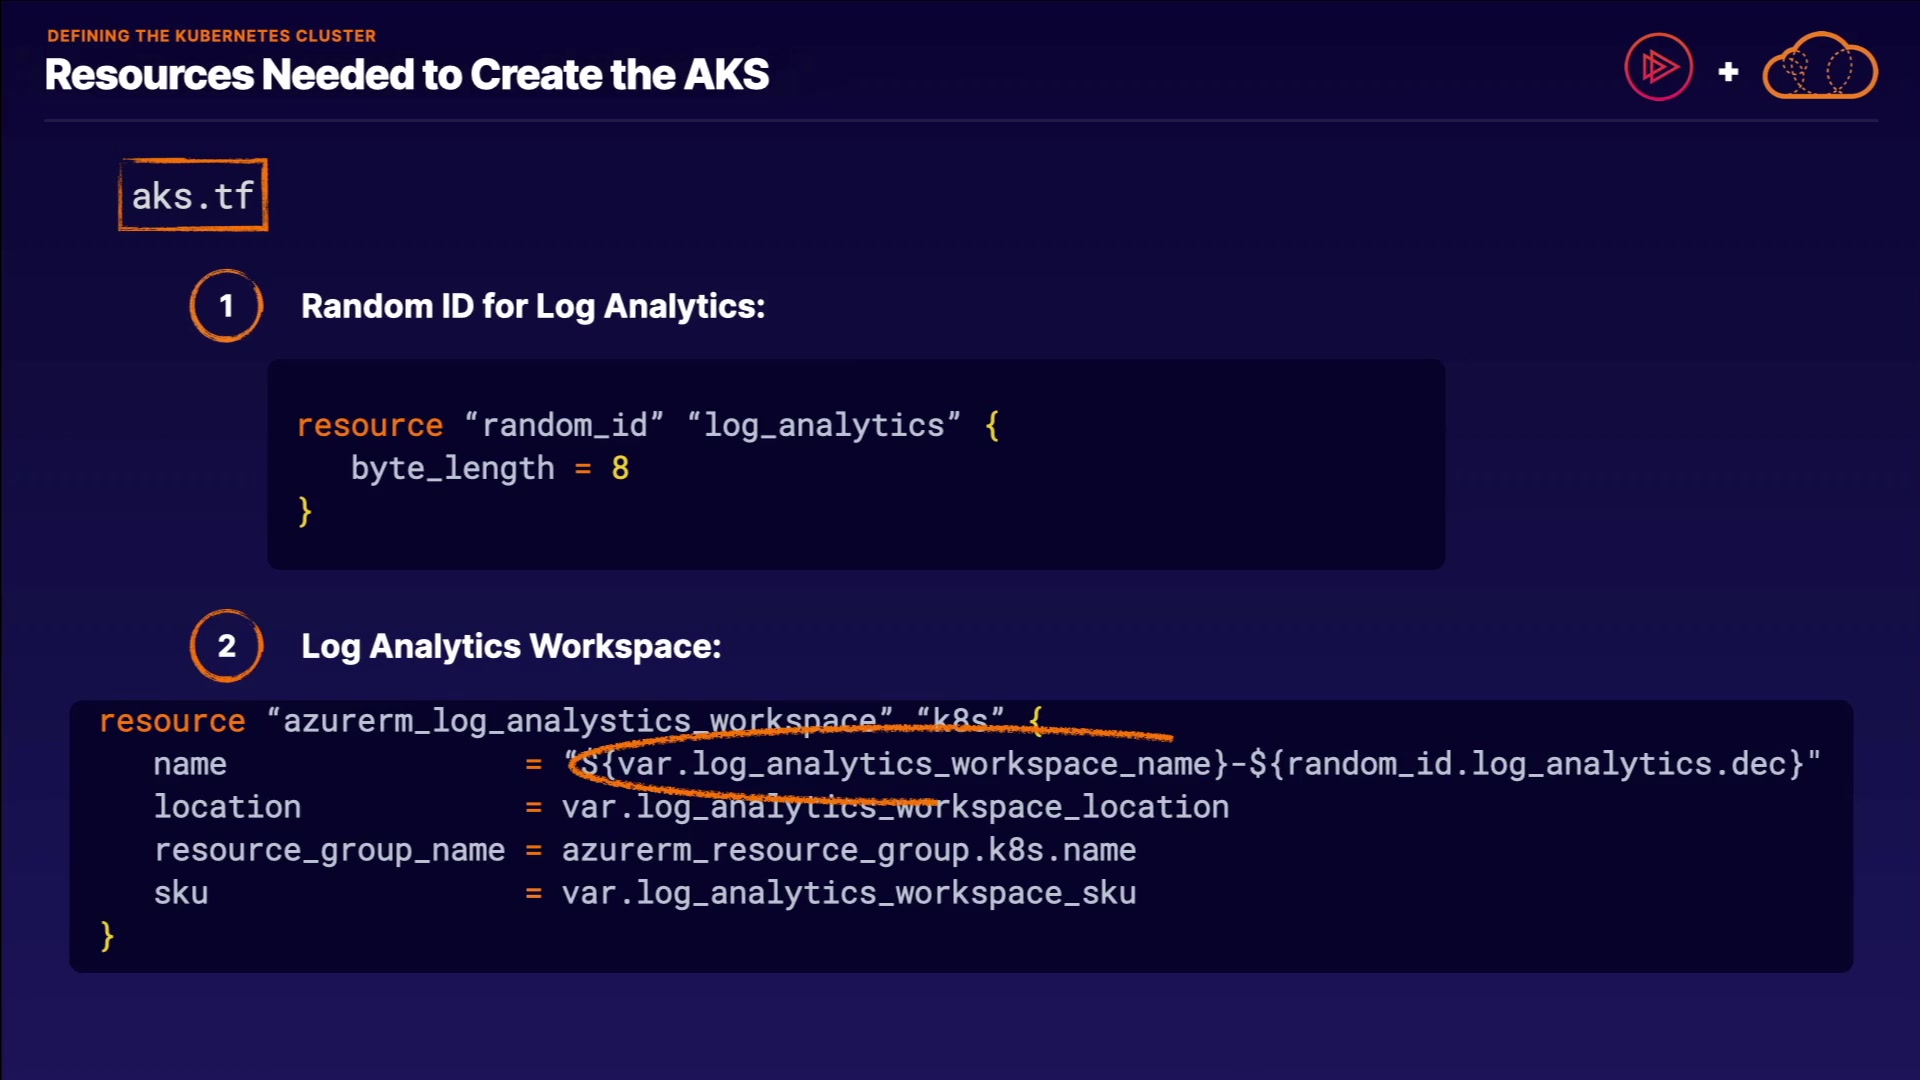 DEFINING THE KUBERNETES CLUSTER
Resources Needed to Create the AKS
+
aks.tf
1 Random ID for Log Analytics:
resource “random_id” “log_analytics” {
byte_length = 8
}
2 Log Analytics Workspace:
resource “azurerm_log_analystics_workspace” “k8s” {
name = “${var.log_analytics_workspace_name}-${random_id.log_analytics.dec}"
location = var.log_analytics_workspace_location
resource_group_name = azurerm_resource_group.k8s.name
sku = var.log_analytics_workspace_sku
}